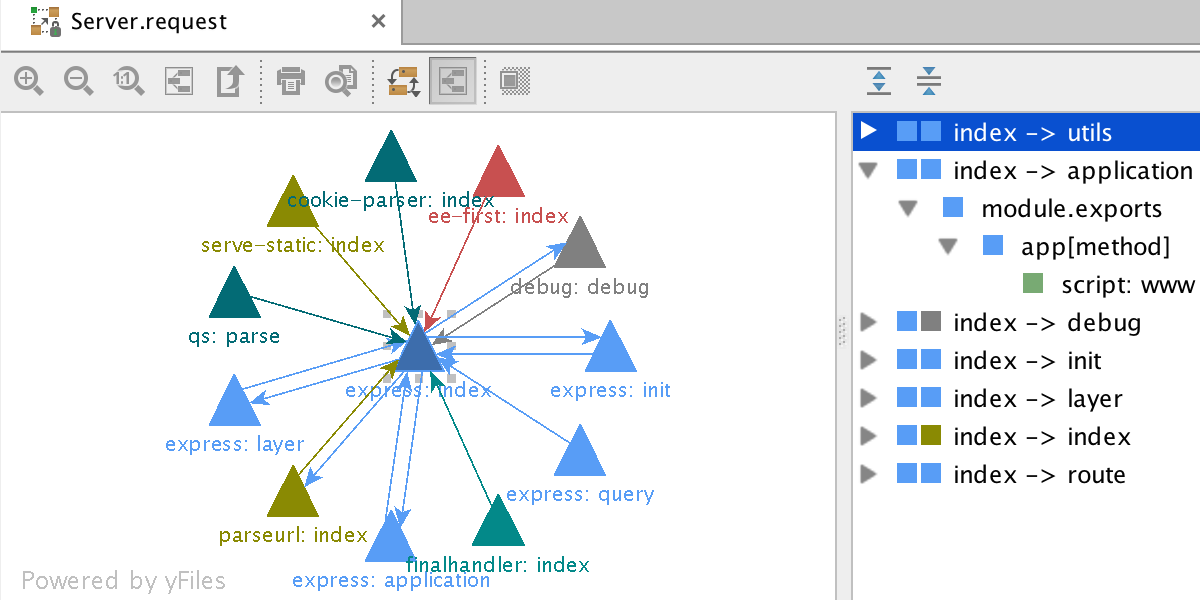 Server.request
1:1
cookie-parser: index
ee-first: index
serve-static: index
debug: debug
qs: parse
express: index
express: init
express: layer
express: query
parseurl: index
finalhandler: index
express: application
Powered by yFiles
index -> utils
index -> application
module.exports
app[method]
script: www
index -> debug
index -> init
index -> layer
index -> index
index -> route